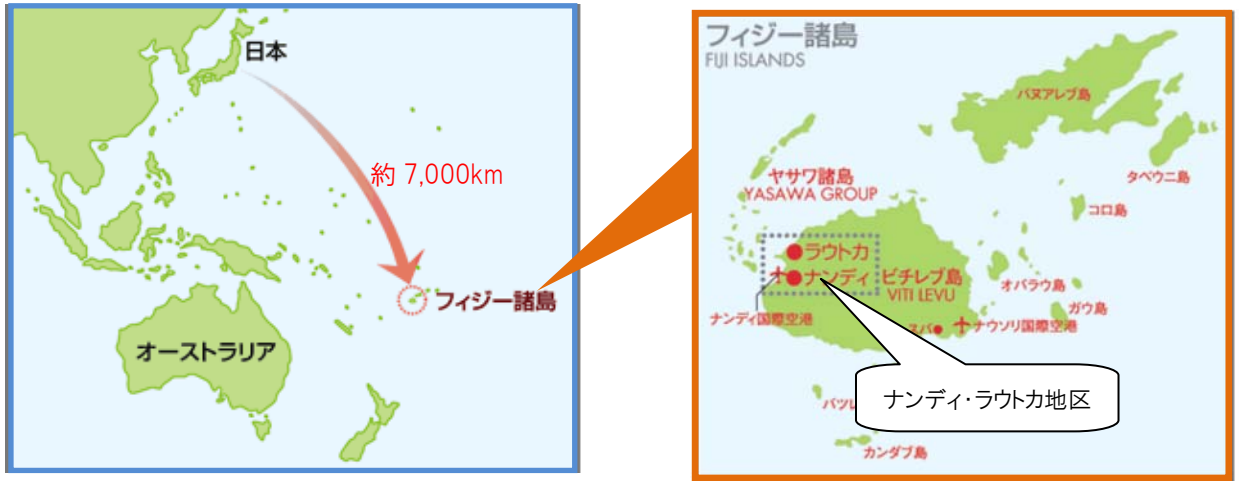 日本
約 7,000km
フィジー諸島
オーストラリア
フィジー諸島
FIJI ISLANDS
バヌアレブ島
ヤサワ諸島
YASAWA GROUP
タベウニ島
コロ島
ラウトカ
ナンディ
ビチレブ島
VITI LEVU
オバラウ島
ガウ島
ナンディ国際空港
スバ
ナウソリ国際空港
ナンディ・ラウトカ地区
カンダブ島